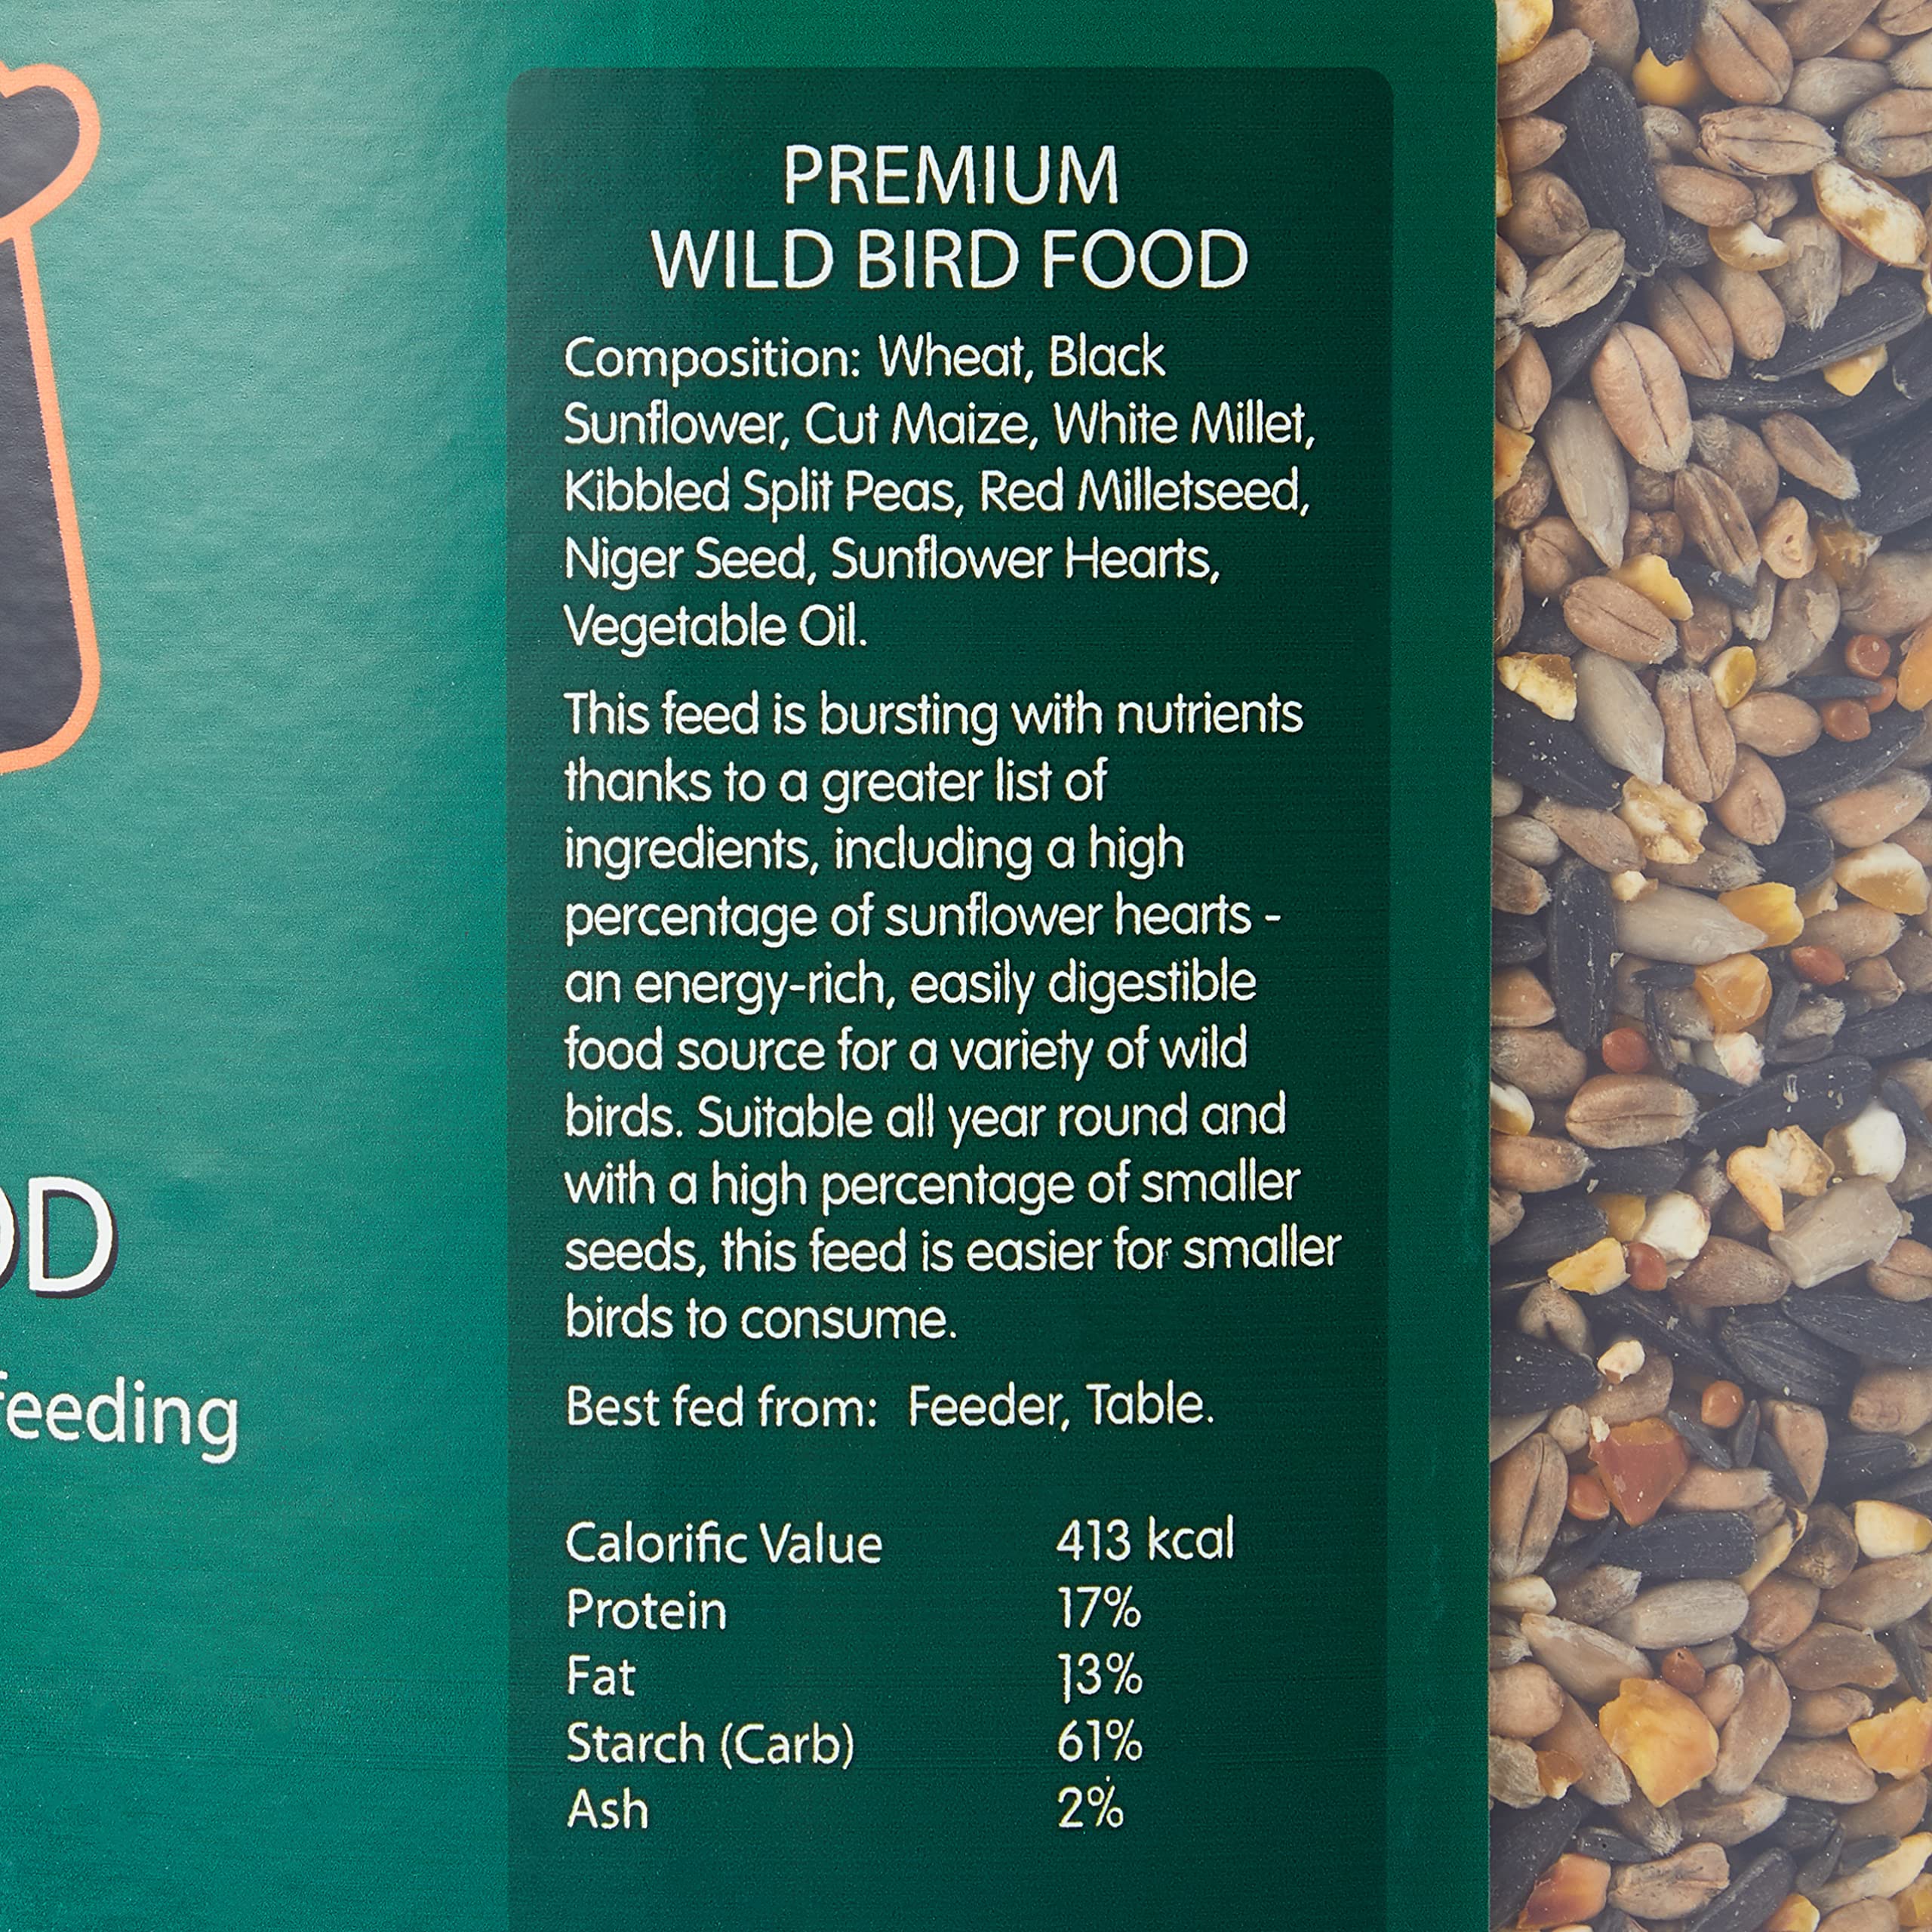 PREMIUM
WILD BIRD FOOD
Composition: Wheat, Black
Sunflower, Cut Maize, White Millet,
Kibbled Split Peas, Red Milletseed,
Niger Seed, Sunflower Hearts,
Vegetable Oil.
This feed is bursting with nutrients
thanks to a greater list of
ingredients, including a high
percentage of sunflower hearts -
an energy-rich, easily digestible
food source for a variety of wild
birds. Suitable all year round and
with a high percentage of smaller
seeds, this feed is easier for smaller
birds to consume.
Best fed from: Feeder, Table.
Calorific Value 413 kcal
Protein 17%
Fat 13%
Starch (Carb) 61%
Ash 2%
OD
feeding